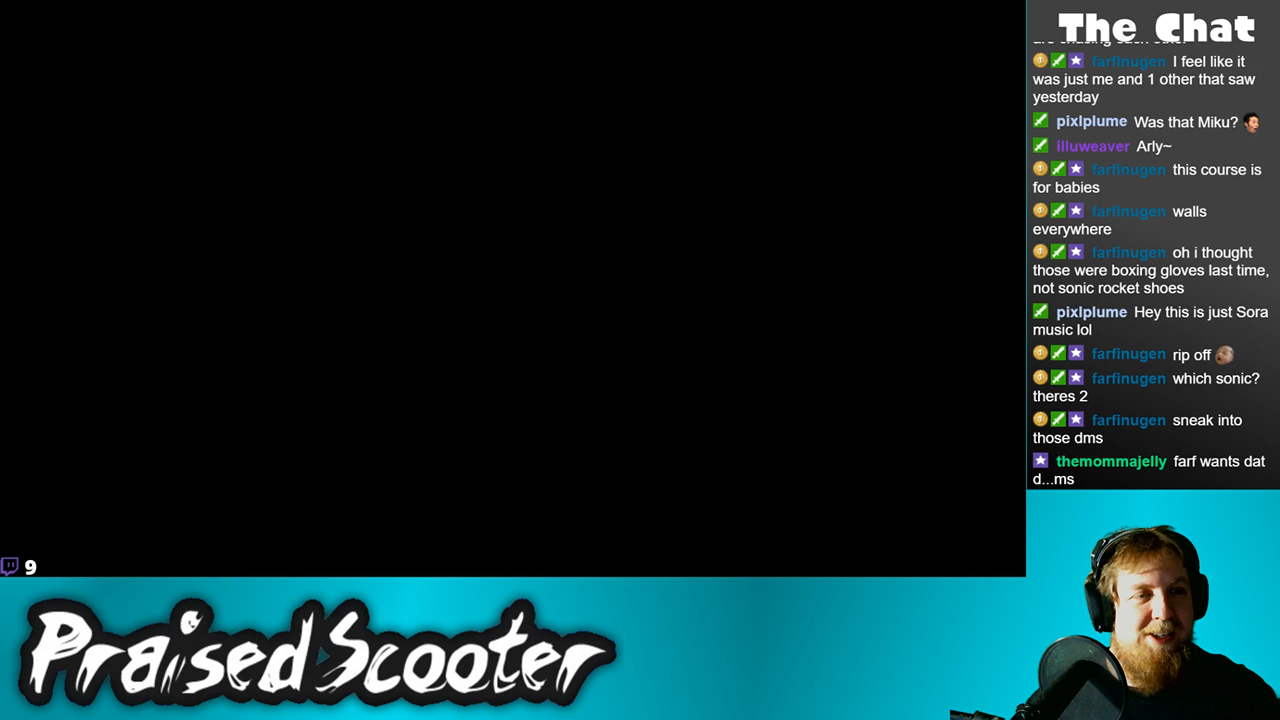 The Chat
farfinugen I feel like it
was just me and 1 other that saw
yesterday
pixlplume Was that Miku?
illuweaver Arly~
farfinugen this course is
for babies
farfinugen walls
everywhere
farfinugen oh i thought
those were boxing gloves last time,
not sonic rocket shoes
pixlplume Hey this is just Sora
music lol
farfinugen rip off
farfinugen which sonic?
theres 2
farfinugen sneak into
those dms
themommajelly farf wants dat
d...ms
9
PraisedScooter